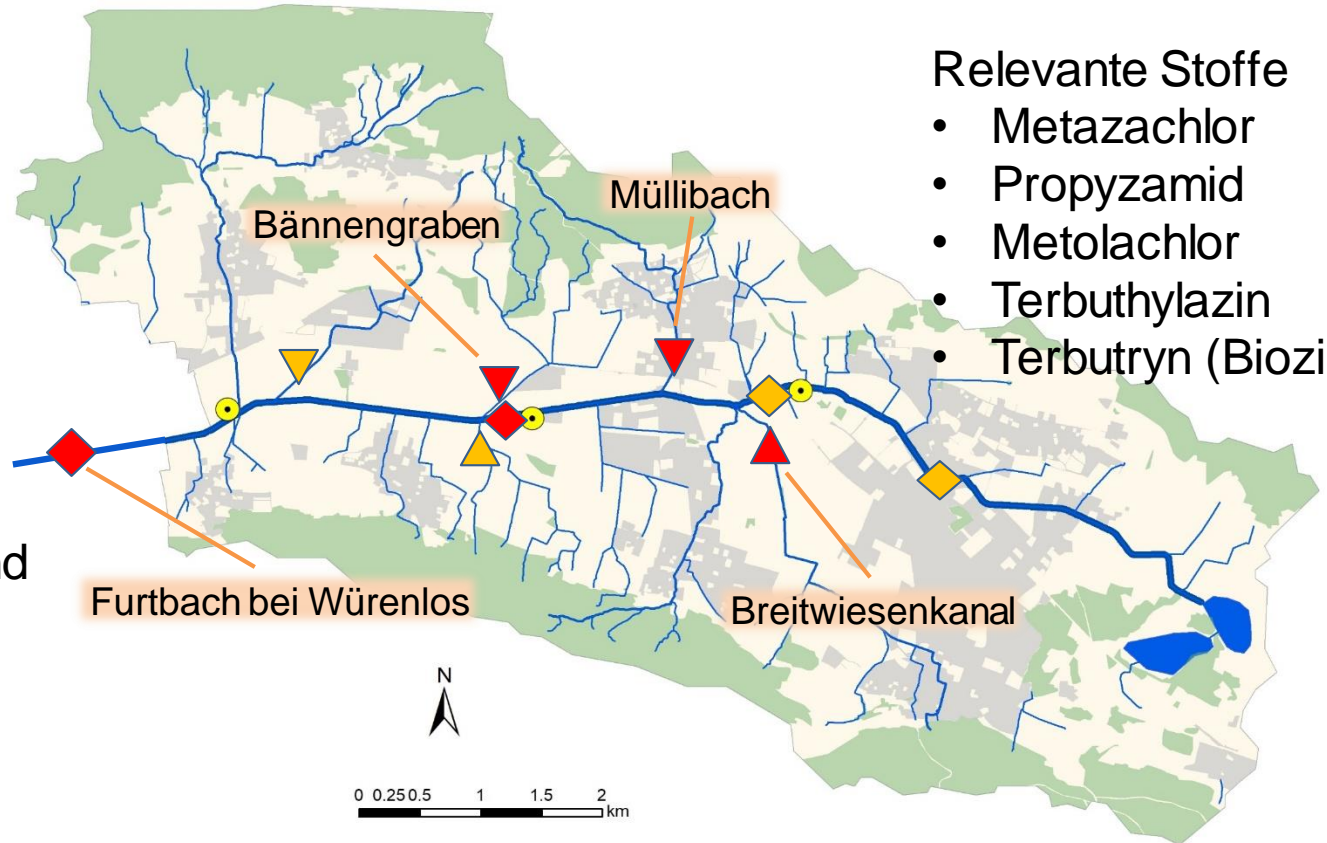 Relevante Stoffe
• Metazachlor
• Propyzamid
• Metolachlor
• Terbuthylazin
• Terbutryn (Biozi
Müllibach
Bännengraben
nd
Furtbach bei Würenlos
Breitwiesenkanal
N
0 0.25 0.5 1 1.5 2
km